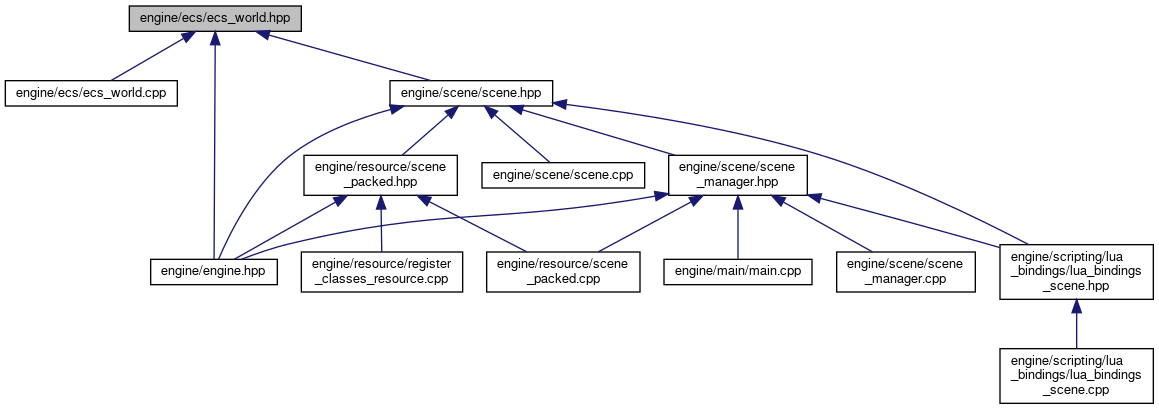 engine/ecs/ecs_world.hpp
engine/ecs/ecs_world.cpp
engine/scene/scene.hpp
engine/resource/scene
_packed.hpp
engine/scene/scene.cpp
engine/scene/scene
_manager.hpp
engine/engine.hpp
engine/resource/register
_classes_resource.cpp
engine/resource/scene
_packed.cpp
engine/main/main.cpp
engine/scene/scene
_manager.cpp
engine/scripting/lua
_bindings/lua_bindings
_scene.hpp
engine/scripting/lua
_bindings/lua_bindings
_scene.cpp